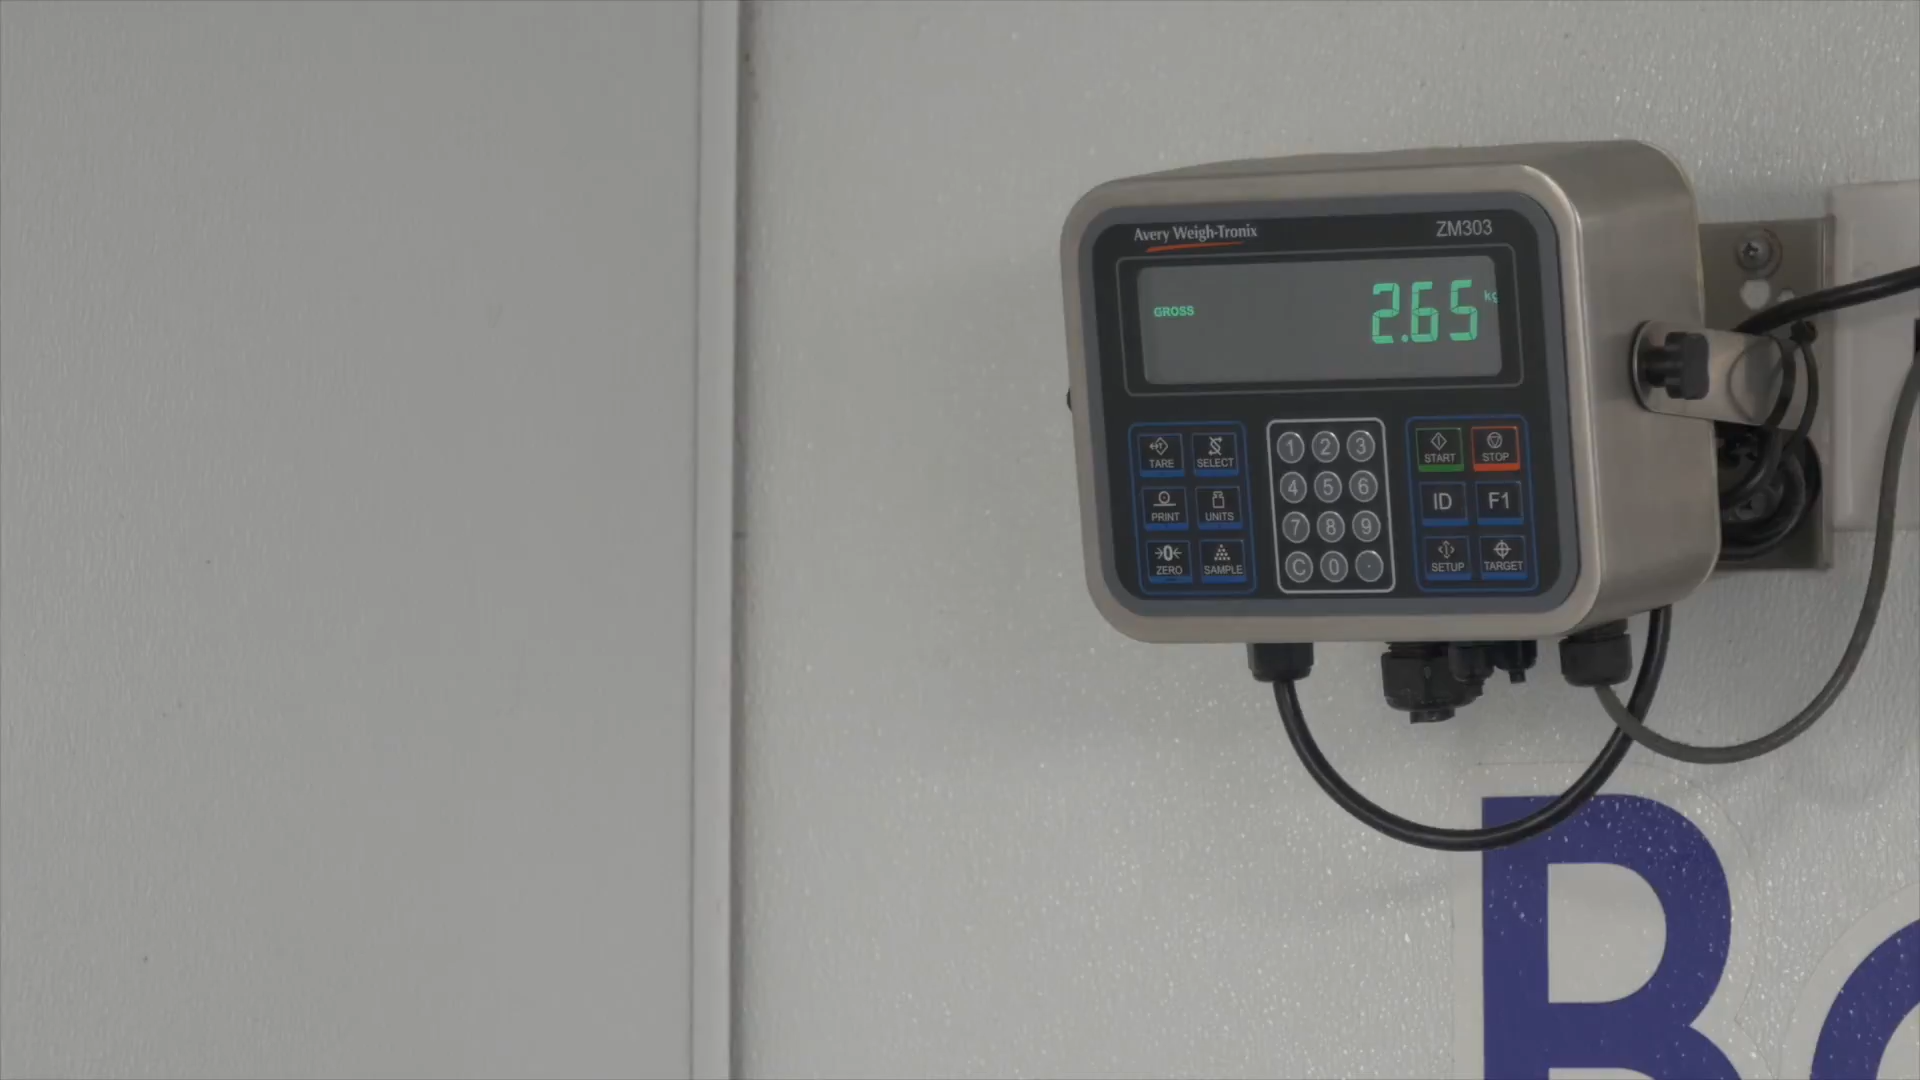 Avery Weigh-Tronix ZM303
GROSS 2.65 kg
TARE SELECT
PRINT UNITS
ZERO SAMPLE
1 2 3
4 5 6
7 8 9
C 0 .
START STOP
ID F1
SETUP TARGET
B